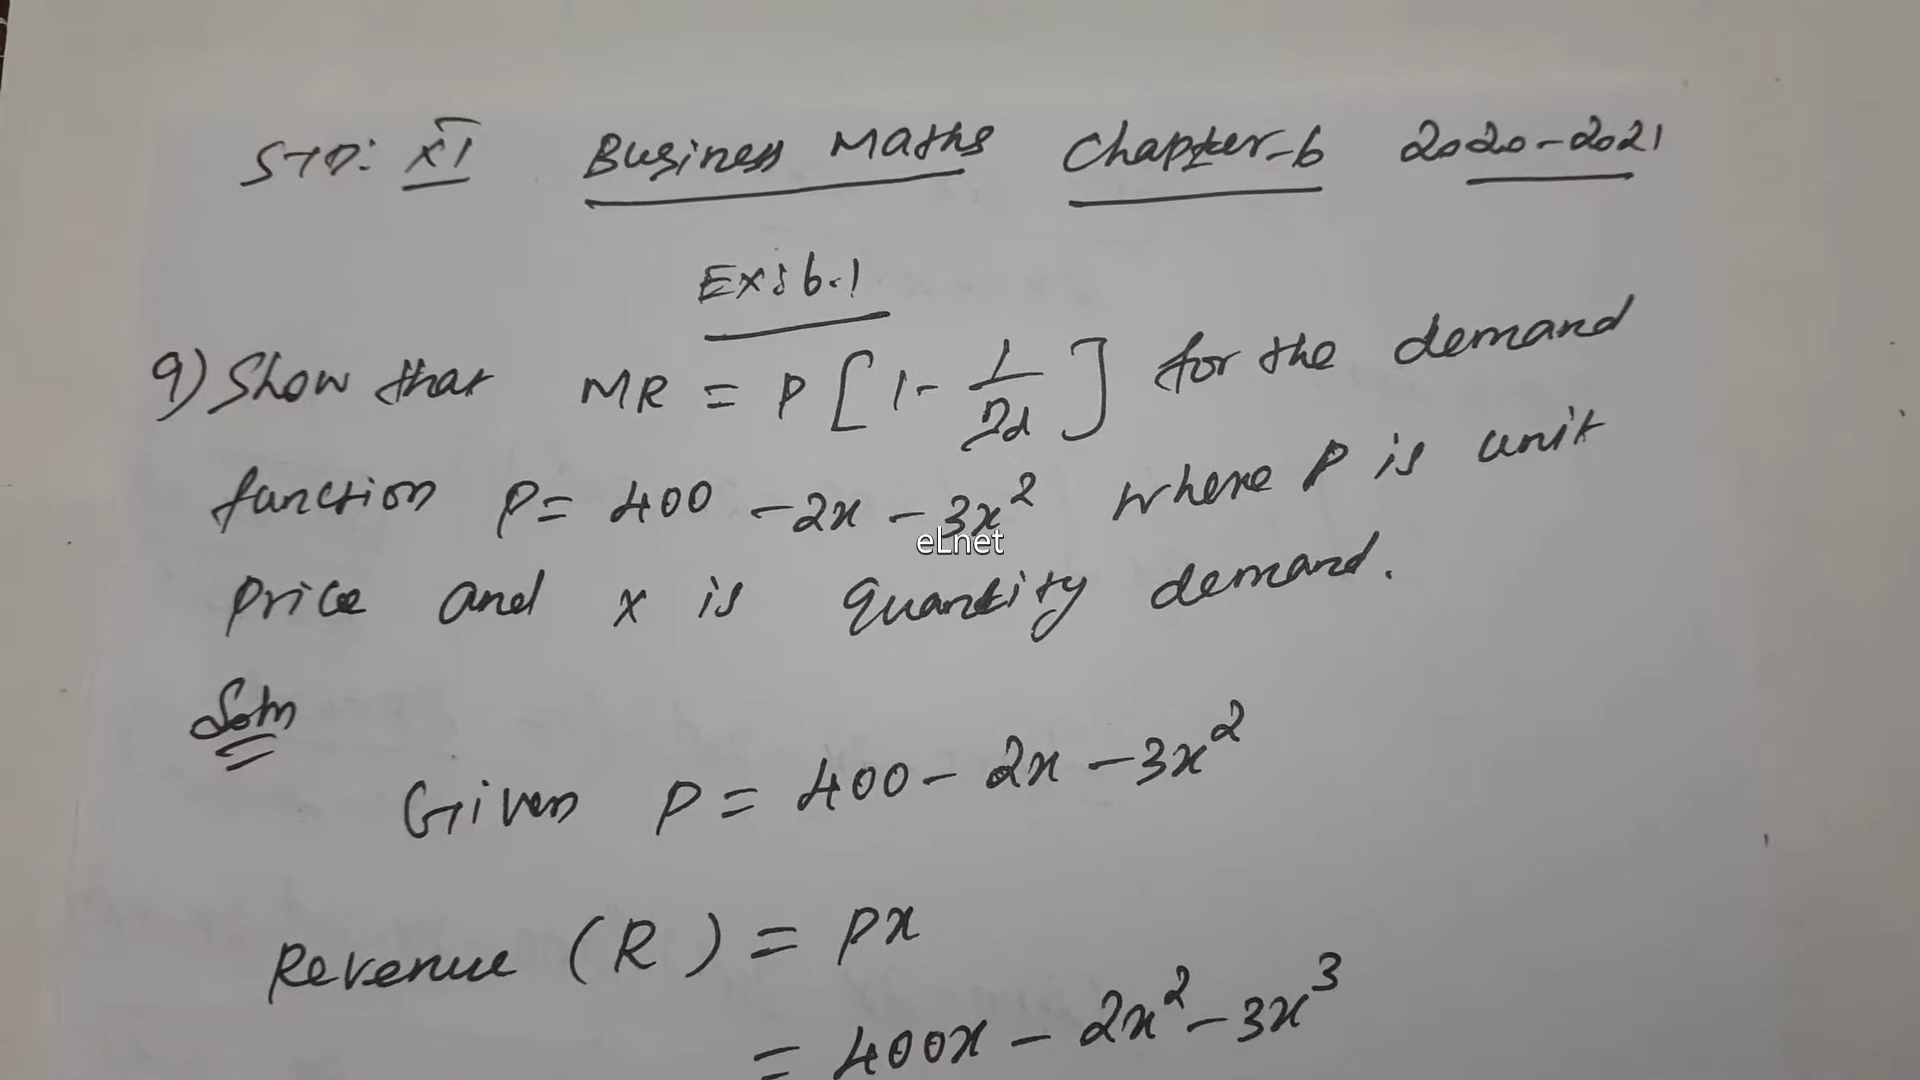 STD: XI Business Maths Chapter-6 2020-2021
Ex: 6.1
9) Show that MR = P [1 - 1/ηd] for the demand
function P = 400 - 2x - 3x² where P is unit
eLnet
price and x is quantity demand.
Soln
Given P = 400 - 2x - 3x²
Revenue (R) = Px
= 400x - 2x² - 3x³